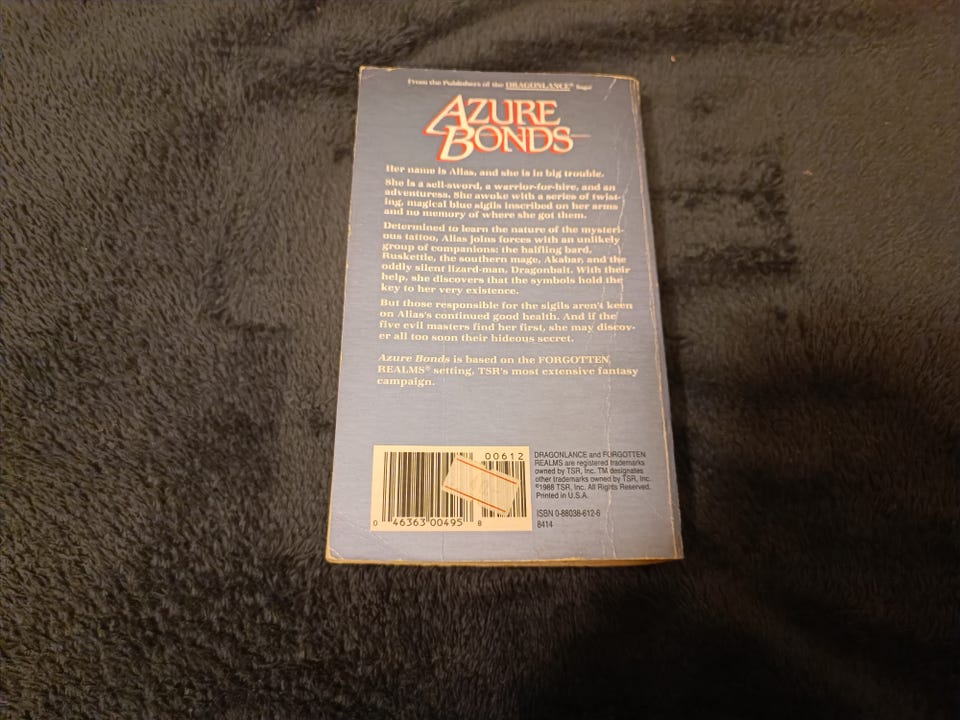 From the Publishers of the DRAGONLANCE® Saga!
AZURE
BONDS
Her name is Alias, and she is in big trouble.
She is a sell-sword, a warrior-for-hire, and an
adventuress. She awoke with a series of twist-
ing, magical blue sigils inscribed on her arms
and no memory of where she got them.
Determined to learn the nature of the mysteri-
ous tattoo, Alias joins forces with an unlikely
group of companions: the halfling bard,
Ruskettle, the southern mage, Akabar, and the
oddly silent lizard-man, Dragonbait. With their
help, she discovers that the symbols hold the
key to her very existence.
But those responsible for the sigils aren't keen
on Alias's continued good health. And if the
five evil masters find her first, she may discov-
er all too soon their hideous secret.
Azure Bonds is based on the FORGOTTEN
REALMS® setting, TSR's most extensive fantasy
campaign.
00612
0 46363 00495 8
DRAGONLANCE and FORGOTTEN
REALMS are registered trademarks
owned by TSR, Inc. TM designates
other trademarks owned by TSR, Inc.
©1988 TSR, Inc. All Rights Reserved.
Printed in U.S.A.
ISBN 0-88038-612-6
8414